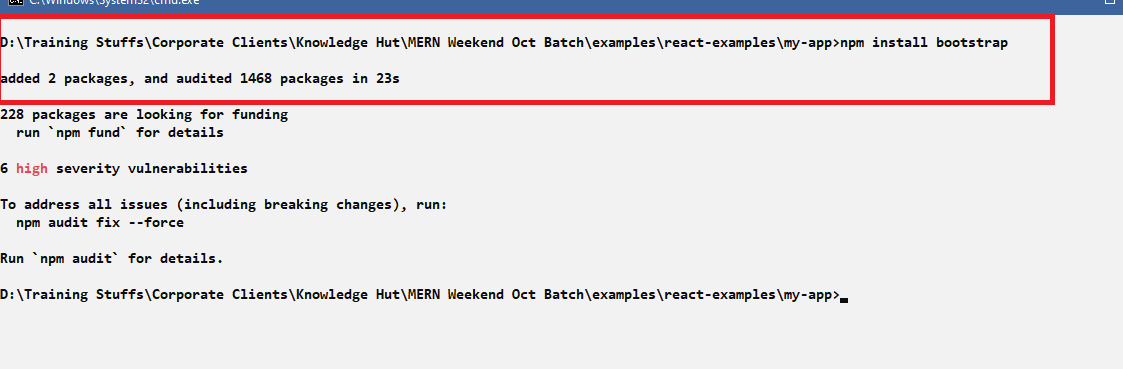 C:\Windows\System32\cmd.exe
D:\Training Stuffs\Corporate Clients\Knowledge Hut\MERN Weekend Oct Batch\examples\react-examples\my-app>npm install bootstrap
added 2 packages, and audited 1468 packages in 23s
228 packages are looking for funding
  run `npm fund` for details
6 high severity vulnerabilities
To address all issues (including breaking changes), run:
  npm audit fix --force
Run `npm audit` for details.
D:\Training Stuffs\Corporate Clients\Knowledge Hut\MERN Weekend Oct Batch\examples\react-examples\my-app>